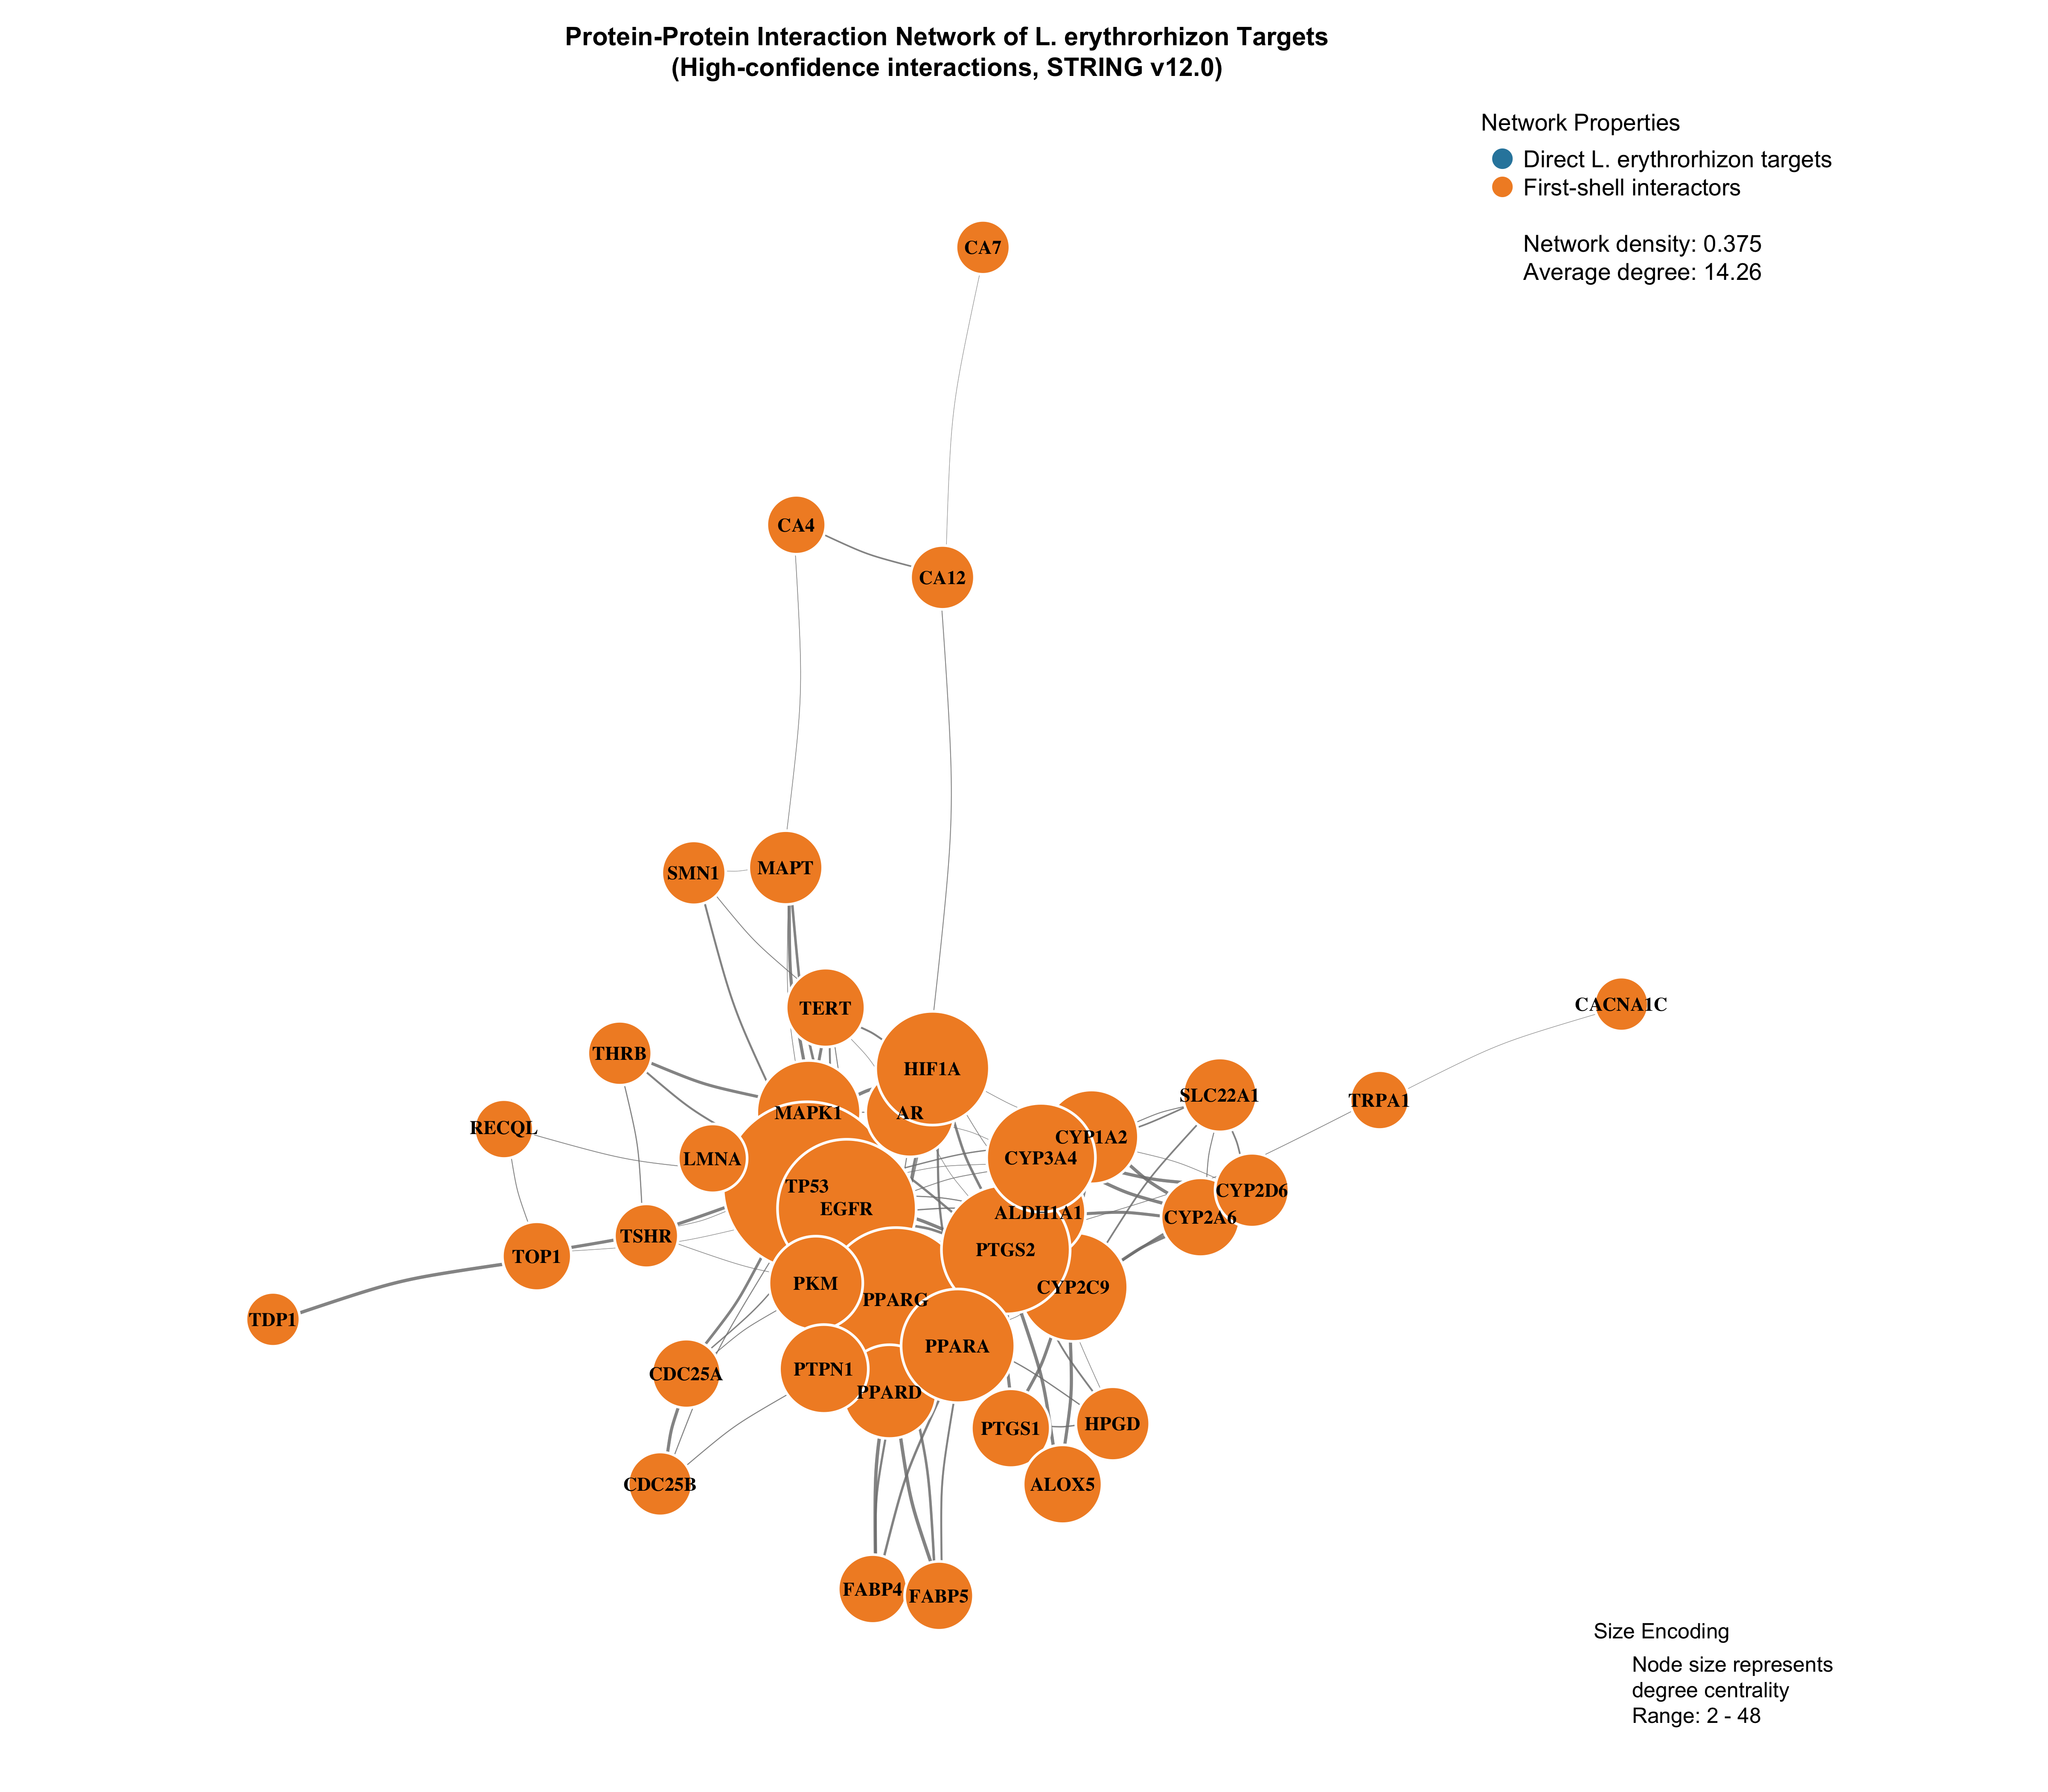 Protein-Protein Interaction Network of L. erythrorhizon Targets
(High-confidence interactions, STRING v12.0)
Network Properties
Direct L. erythrorhizon targets
First-shell interactors
Network density: 0.375
Average degree: 14.26
CA7
CA4
CA12
SMN1
MAPT
TERT
CACNA1C
THRB
HIF1A
SLC22A1
TRPA1
MAPK1
AR
RECQL
CYP1A2
LMNA
CYP3A4
TP53
CYP2D6
EGFR
ALDH1A1
CYP2A6
TSHR
TOP1
PTGS2
PKM
CYP2C9
PPARG
TDP1
PPARA
CDC25A
PTPN1
PPARD
PTGS1
HPGD
CDC25B
ALOX5
FABP4
FABP5
Size Encoding
Node size represents
degree centrality
Range: 2 - 48